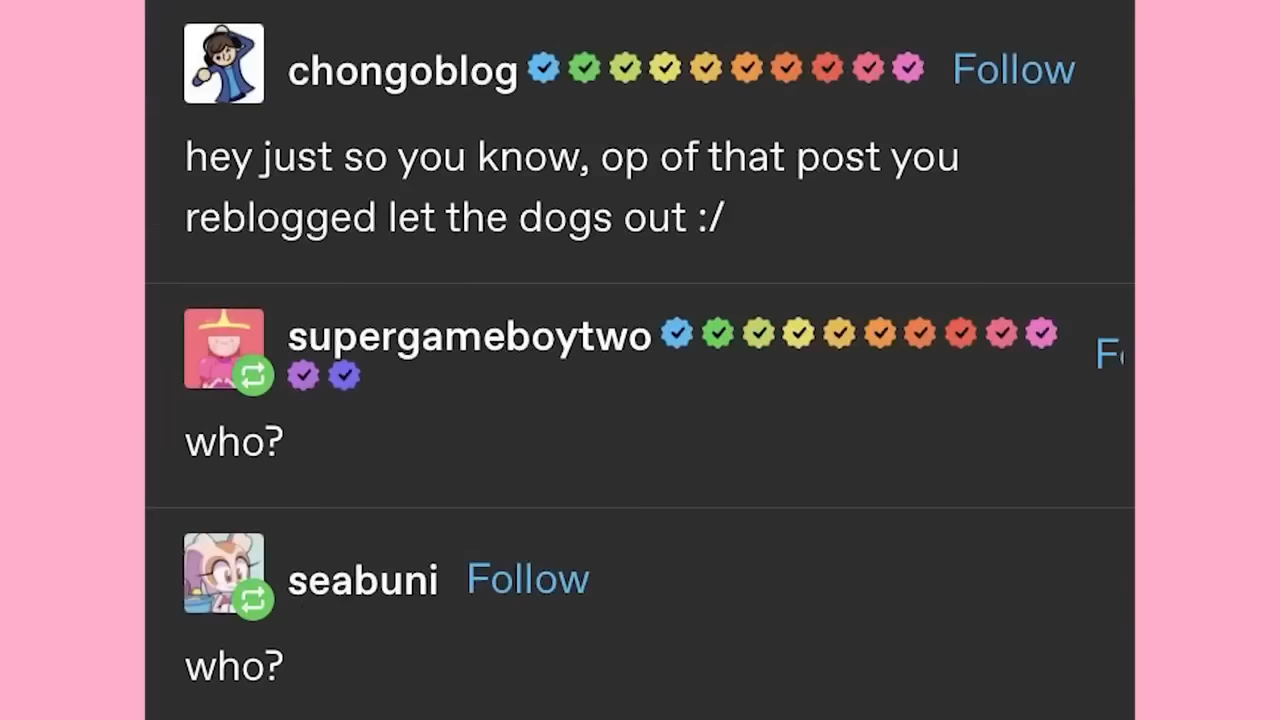 chongoblog Follow
hey just so you know, op of that post you
reblogged let the dogs out :/
supergameboytwo
who?
seabuni Follow
who?